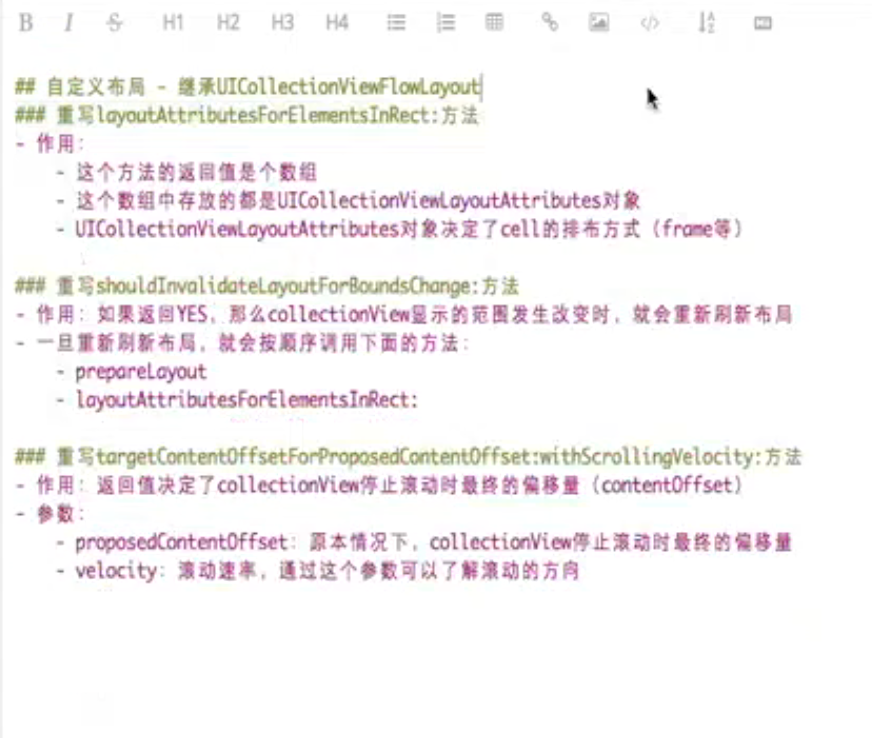 B I S H1 H2 H3 H4
## 自定义布局 - 继承UICollectionViewFlowLayout
### 重写layoutAttributesForElementsInRect:方法
- 作用:
- 这个方法的返回值是个数组
- 这个数组中存放的都是UICollectionViewLayoutAttributes对象
- UICollectionViewLayoutAttributes对象决定了cell的排布方式（frame等）
### 重写shouldInvalidateLayoutForBoundsChange:方法
- 作用：如果返回YES，那么collectionView显示的范围发生改变时，就会重新刷新布局
- 一旦重新刷新布局，就会按顺序调用下面的方法：
- prepareLayout
- layoutAttributesForElementsInRect:
### 重写targetContentOffsetForProposedContentOffset:withScrollingVelocity:方法
- 作用：返回值决定了collectionView停止滚动时最终的偏移量（contentOffset）
- 参数：
- proposedContentOffset：原本情况下，collectionView停止滚动时最终的偏移量
- velocity：滚动速率，通过这个参数可以了解滚动的方向